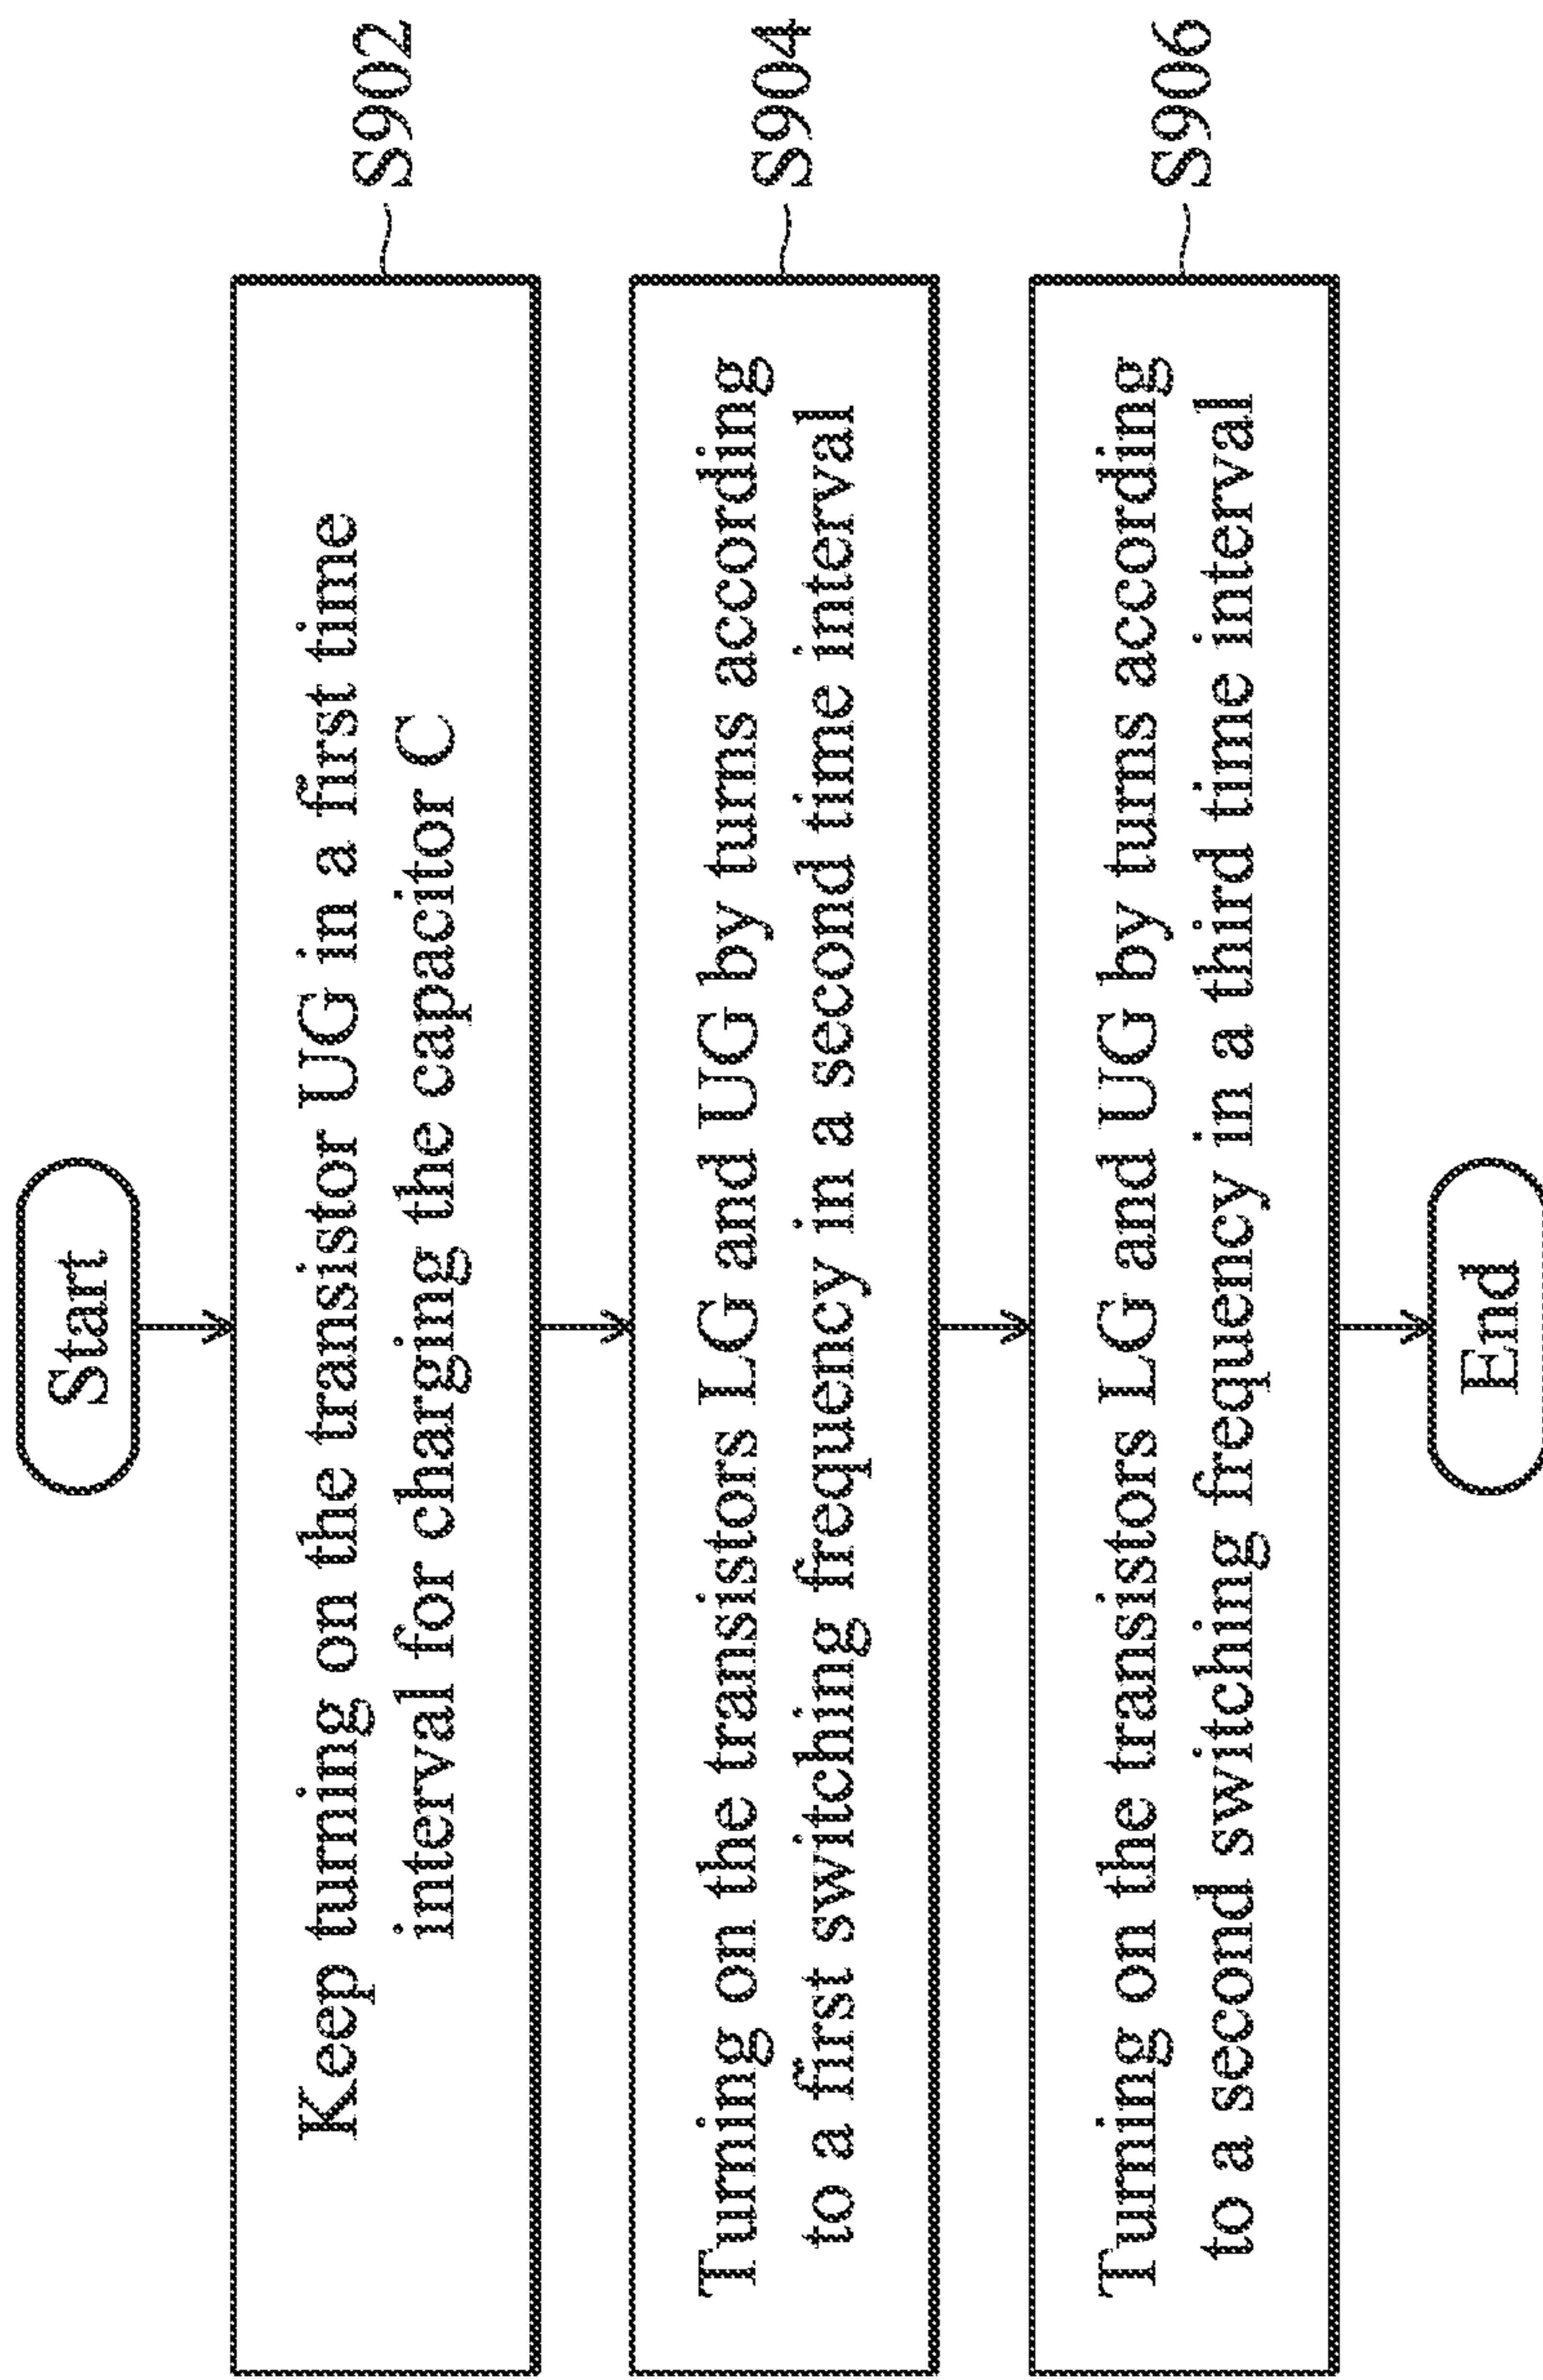 Start
Keep turning on the transistor UG in a first time
interval for charging the capacitor C
S902
Turning on the transistors LG and UG by turns according
to a first switching frequency in a second time interval
S904
Turning on the transistors LG and UG by turns according
to a second switching frequency in a third time interval
S906
End